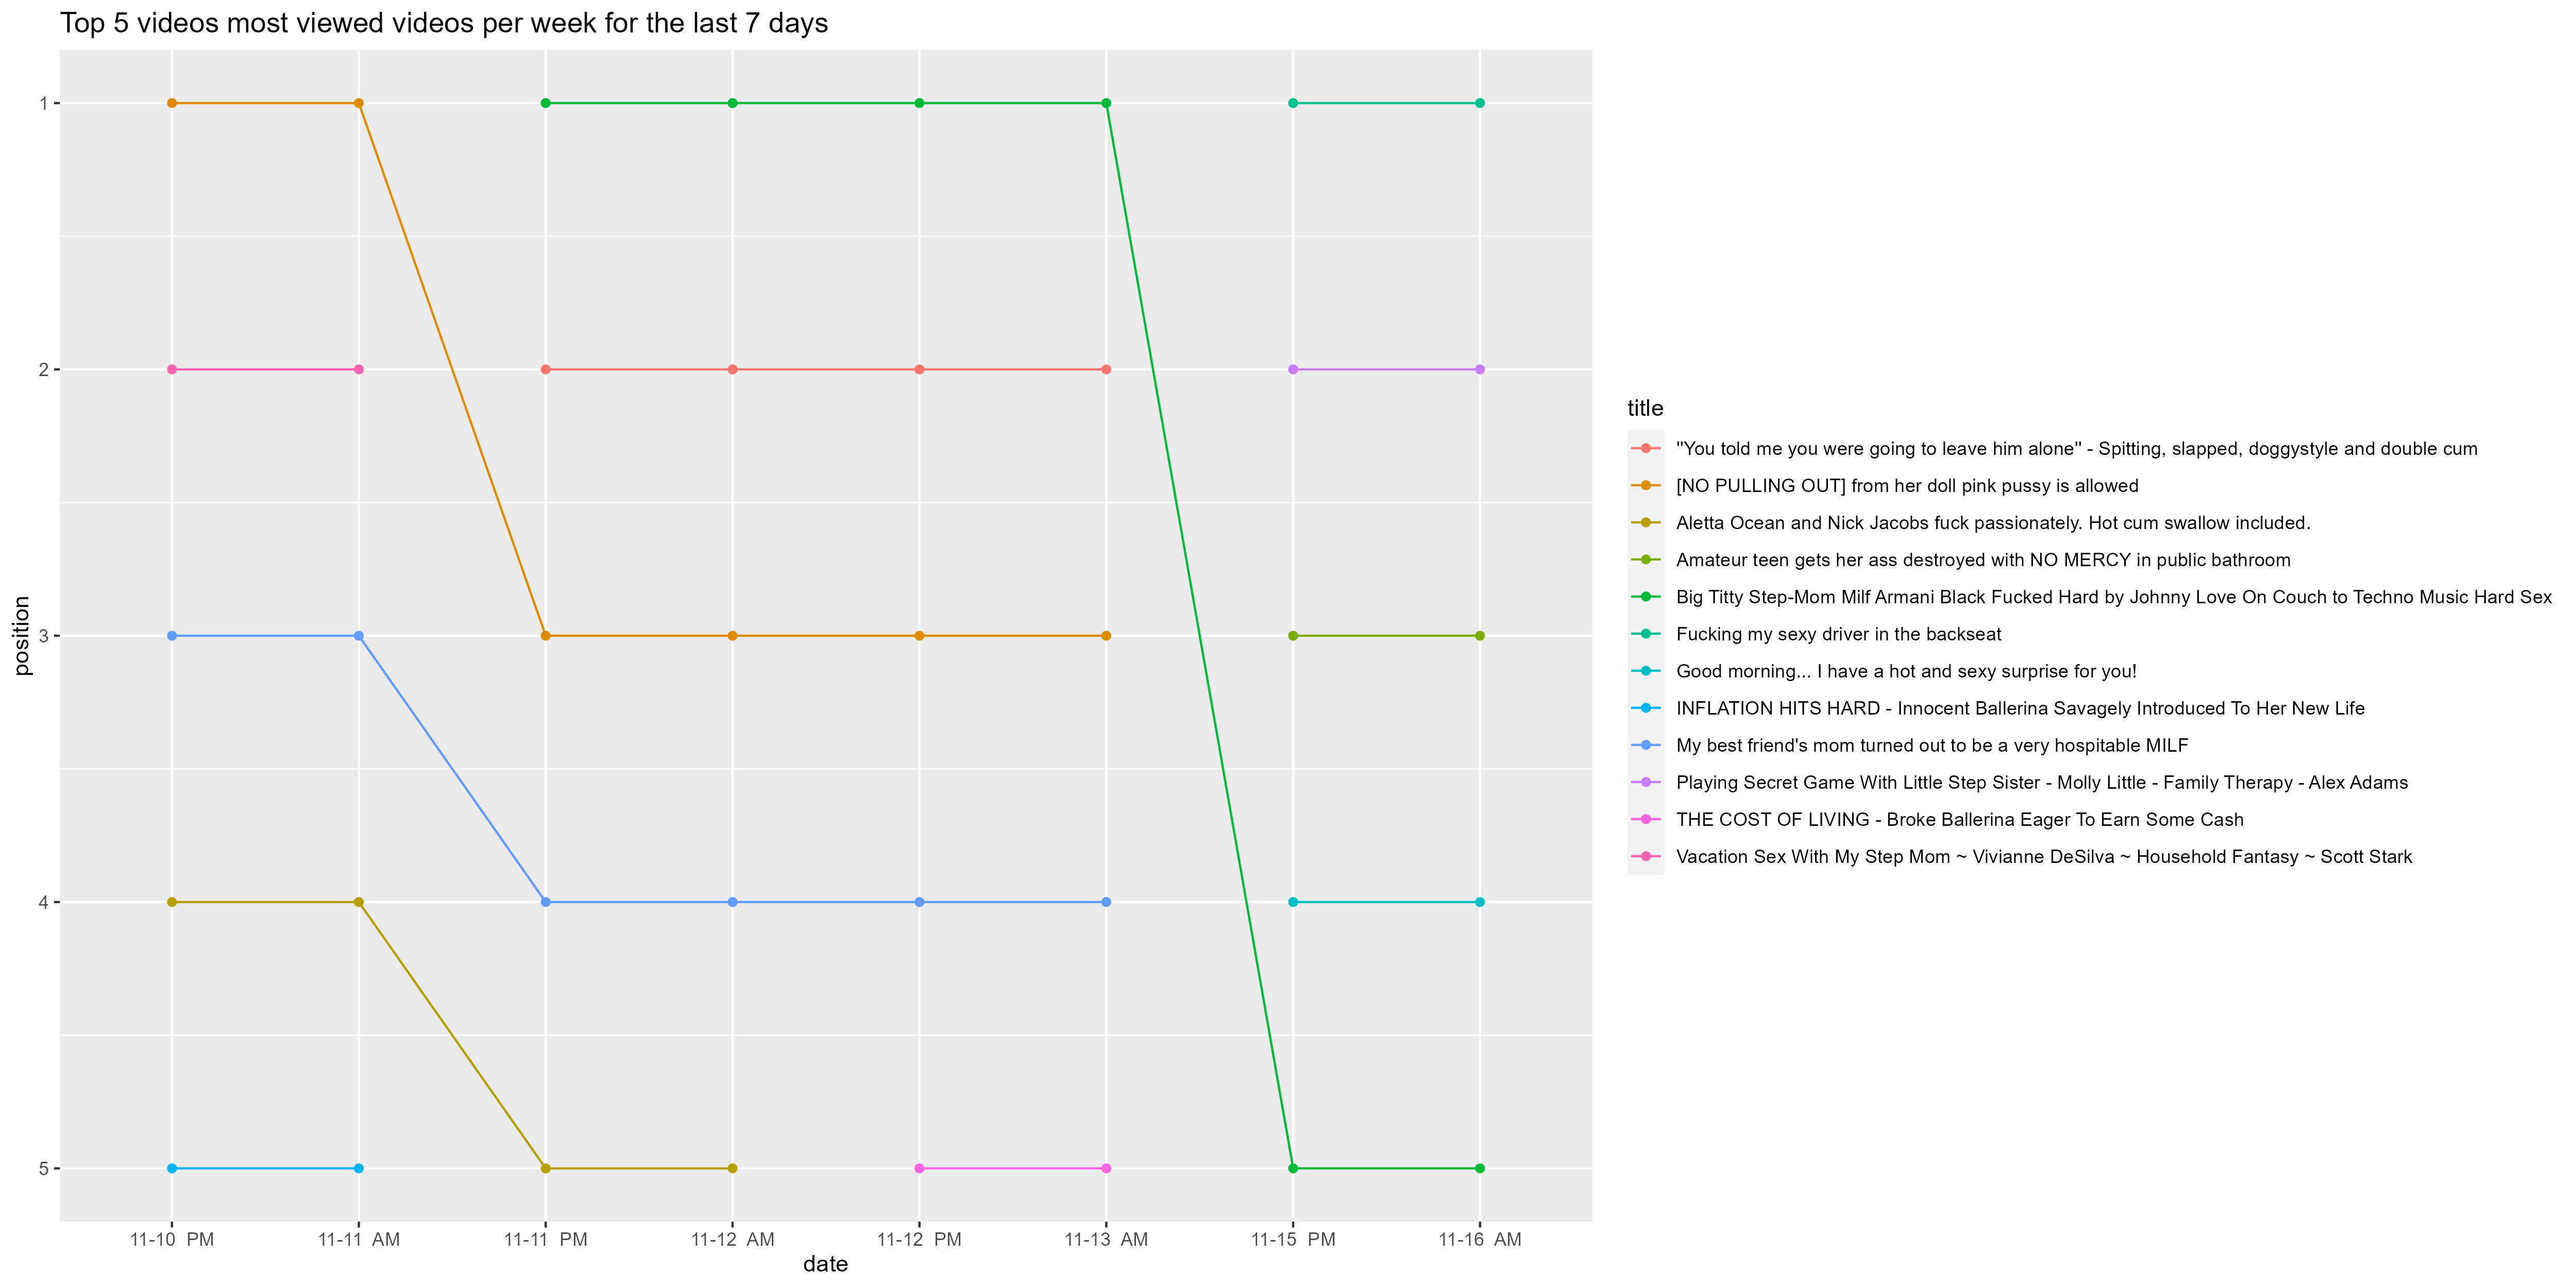 Top 5 videos most viewed videos per week for the last 7 days
1
2
3
4
5
position
11-10 PM
11-11 AM
11-11 PM
11-12 AM
11-12 PM
11-13 AM
11-15 PM
11-16 AM
date
title
"You told me you were going to leave him alone" - Spitting, slapped, doggystyle and double cum
[NO PULLING OUT] from her doll pink pussy is allowed
Aletta Ocean and Nick Jacobs fuck passionately. Hot cum swallow included.
Amateur teen gets her ass destroyed with NO MERCY in public bathroom
Big Titty Step-Mom Milf Armani Black Fucked Hard by Johnny Love On Couch to Techno Music Hard Sex
Fucking my sexy driver in the backseat
Good morning... I have a hot and sexy surprise for you!
INFLATION HITS HARD - Innocent Ballerina Savagely Introduced To Her New Life
My best friend's mom turned out to be a very hospitable MILF
Playing Secret Game With Little Step Sister - Molly Little - Family Therapy - Alex Adams
THE COST OF LIVING - Broke Ballerina Eager To Earn Some Cash
Vacation Sex With My Step Mom ~ Vivianne DeSilva ~ Household Fantasy ~ Scott Stark